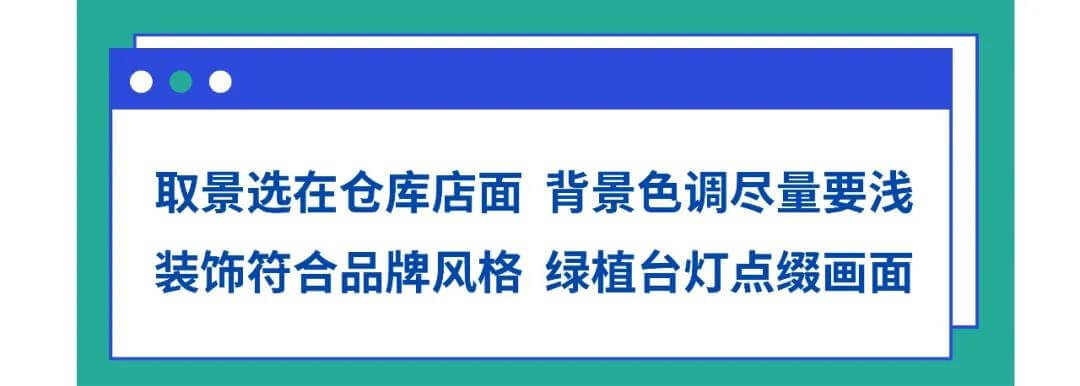 取景选在仓库店面 背景色调尽量要浅
装饰符合品牌风格 绿植台灯点缀画面